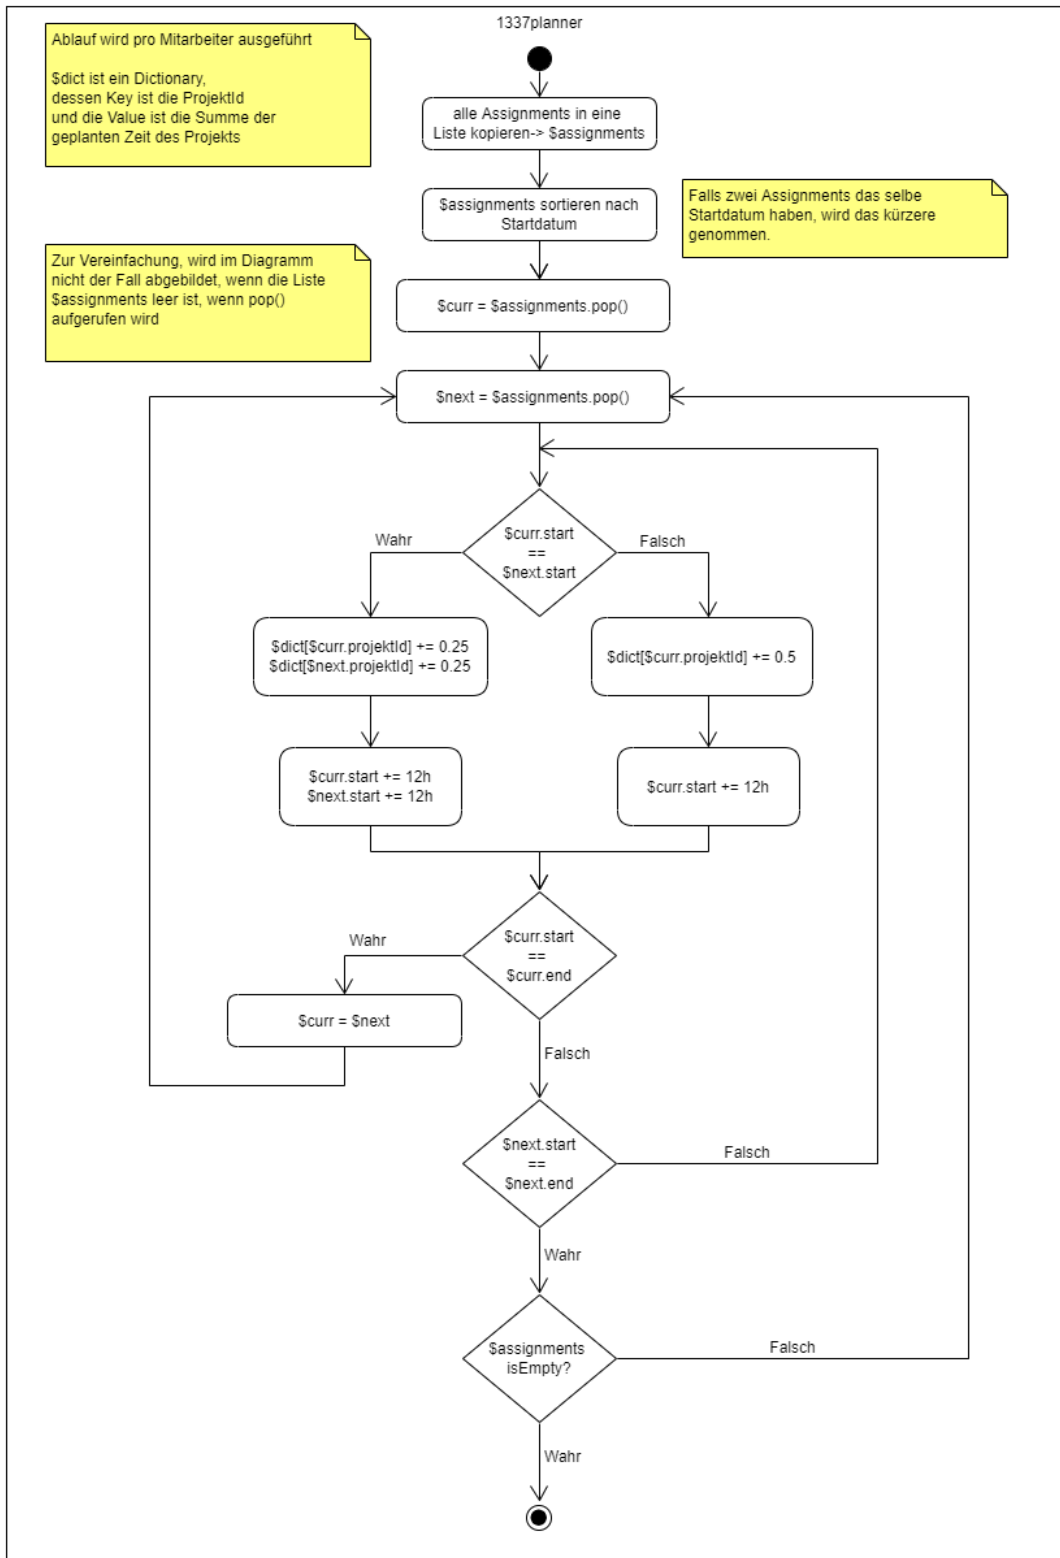 1337planner
Ablauf wird pro Mitarbeiter ausgeführt
$dict ist ein Dictionary,
dessen Key ist die ProjektId
und die Value ist die Summe der
geplanten Zeit des Projekts
alle Assignments in eine
Liste kopieren-> $assignments
$assignments sortieren nach
Startdatum
Falls zwei Assignments das selbe
Startdatum haben, wird das kürzere
genommen.
Zur Vereinfachung, wird im Diagramm
nicht der Fall abgebildet, wenn die Liste
$assignments leer ist, wenn pop()
aufgerufen wird
$curr = $assignments.pop()
$next = $assignments.pop()
$curr.start
==
$next.start
Wahr
Falsch
$dict[$curr.projektId] += 0.25
$dict[$next.projektId] += 0.25
$dict[$curr.projektId] += 0.5
$curr.start += 12h
$next.start += 12h
$curr.start += 12h
$curr.start
==
$curr.end
Wahr
$curr = $next
Falsch
$next.start
==
$next.end
Falsch
Wahr
$assignments
isEmpty?
Falsch
Wahr